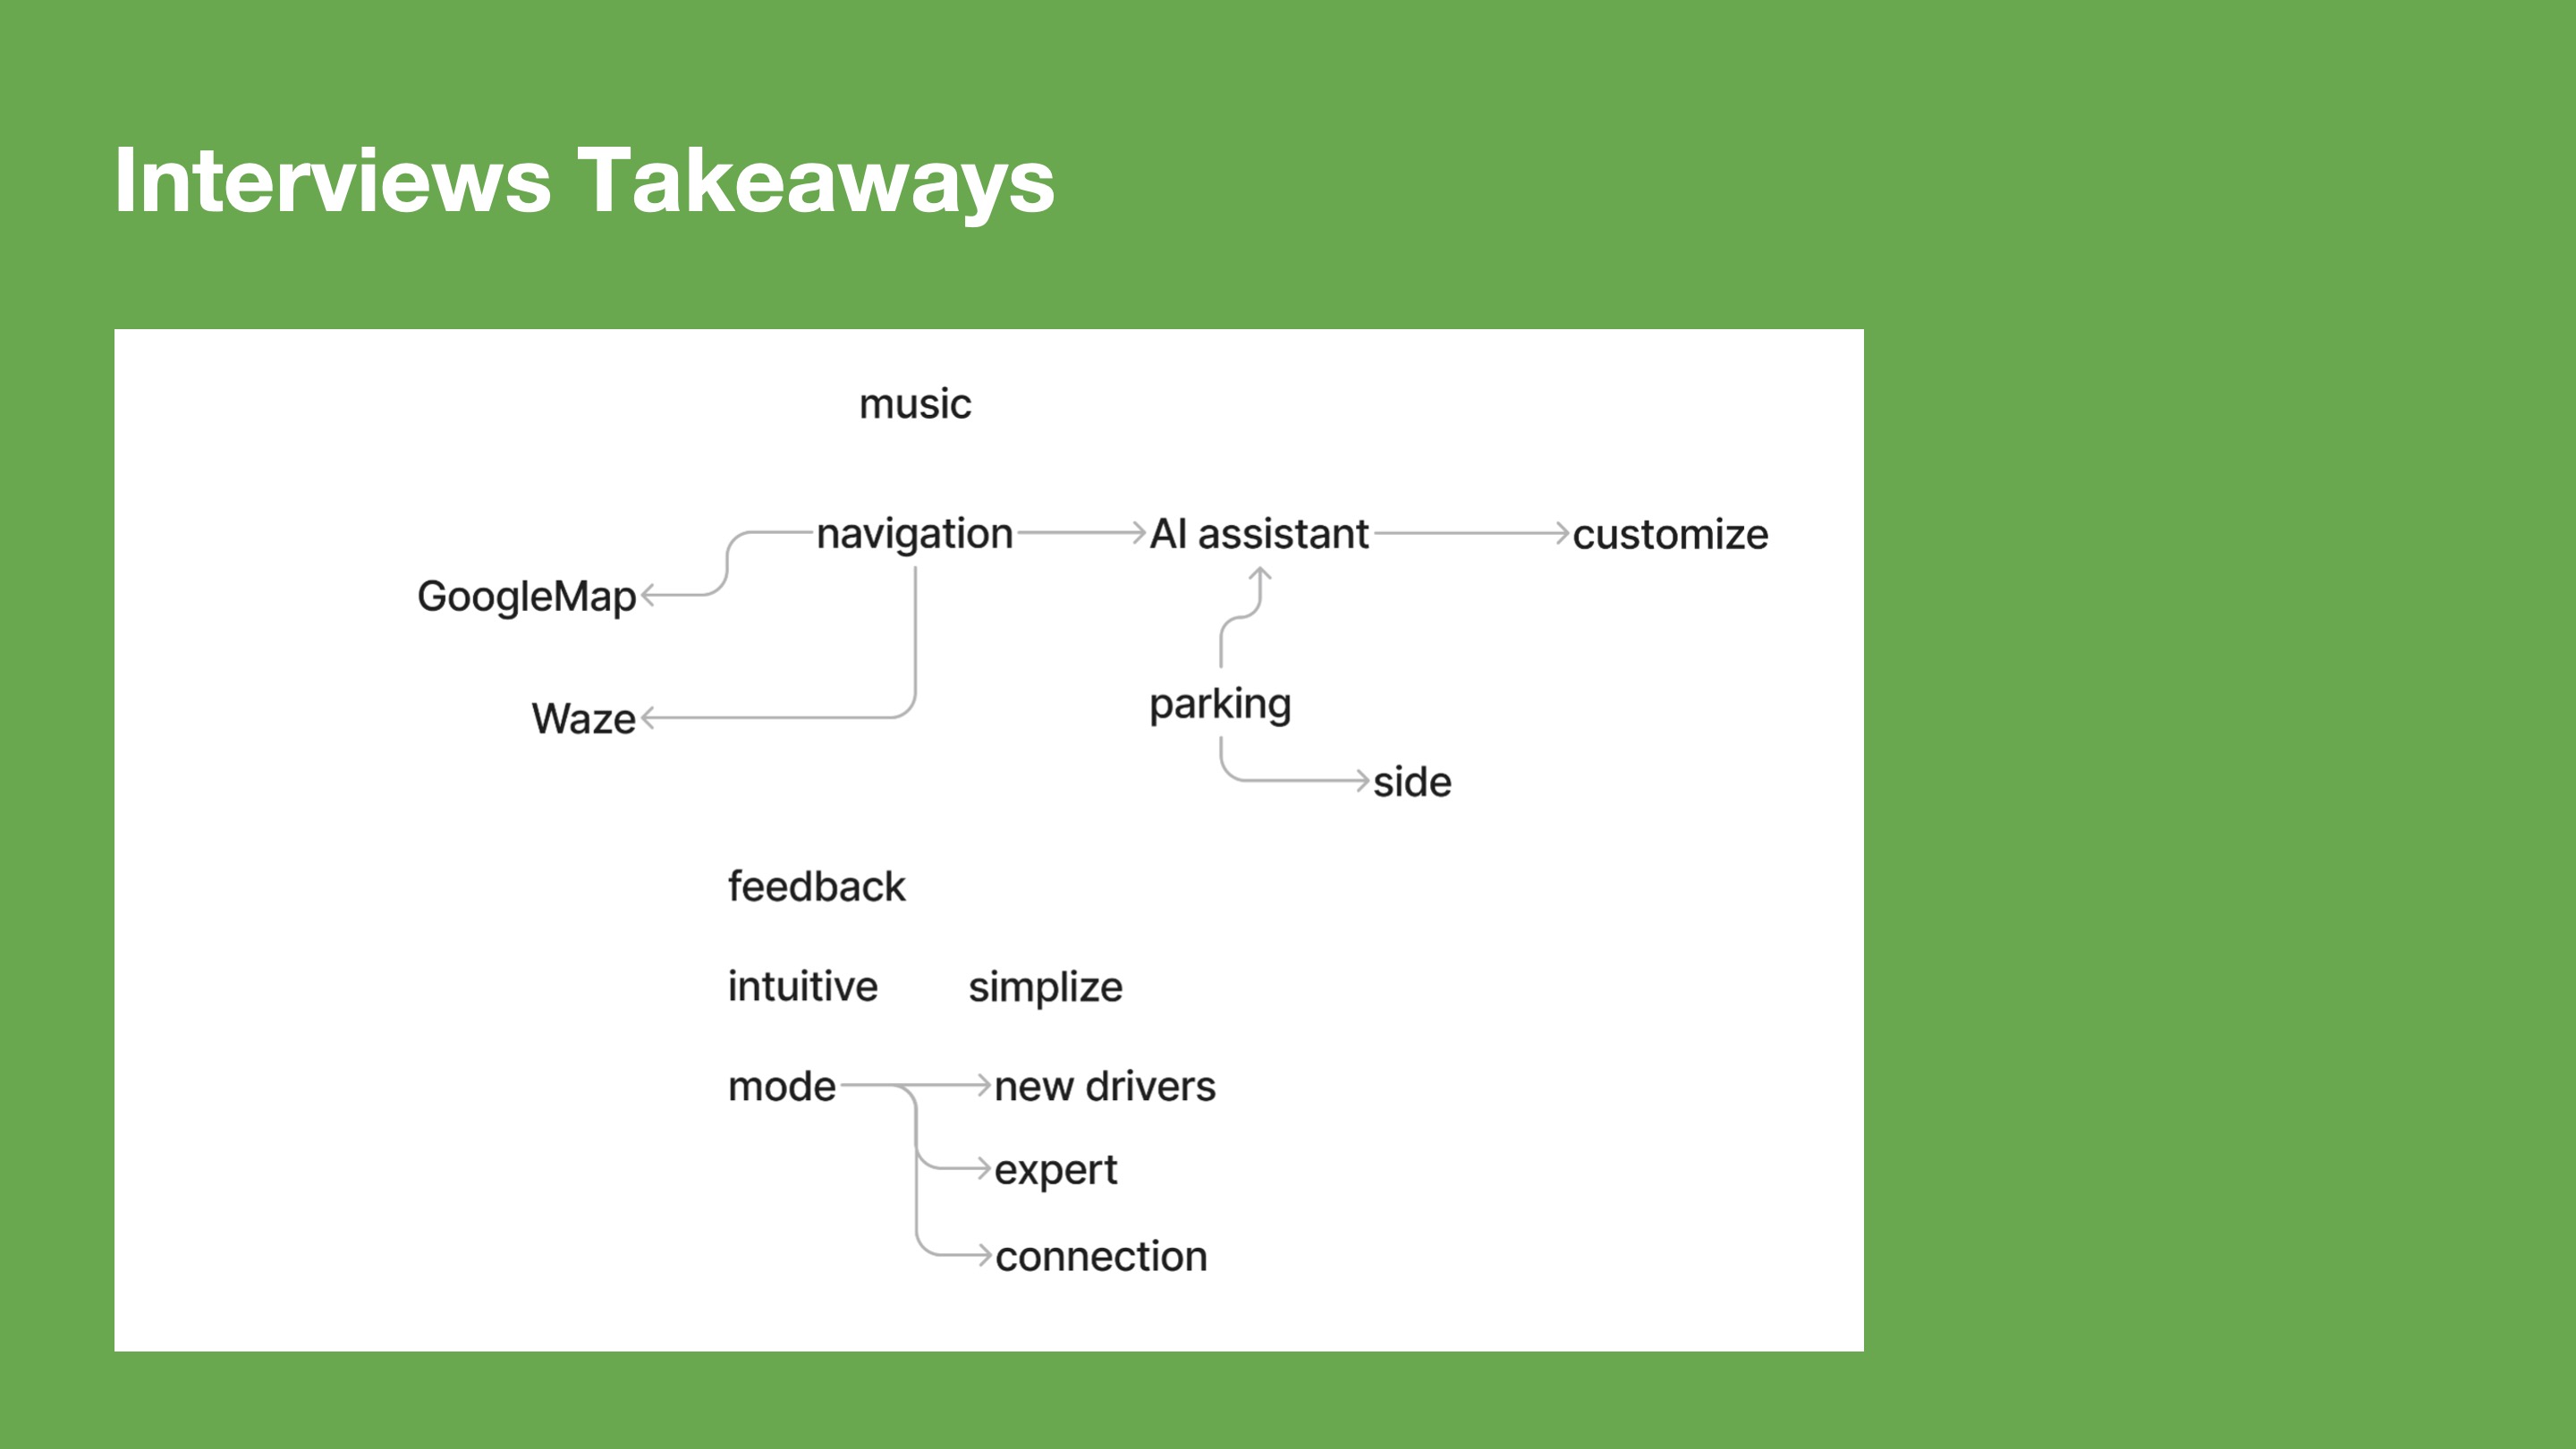 Interviews Takeaways
music
navigation
AI assistant
customize
GoogleMap
Waze
parking
side
feedback
intuitive
simplize
mode
new drivers
expert
connection